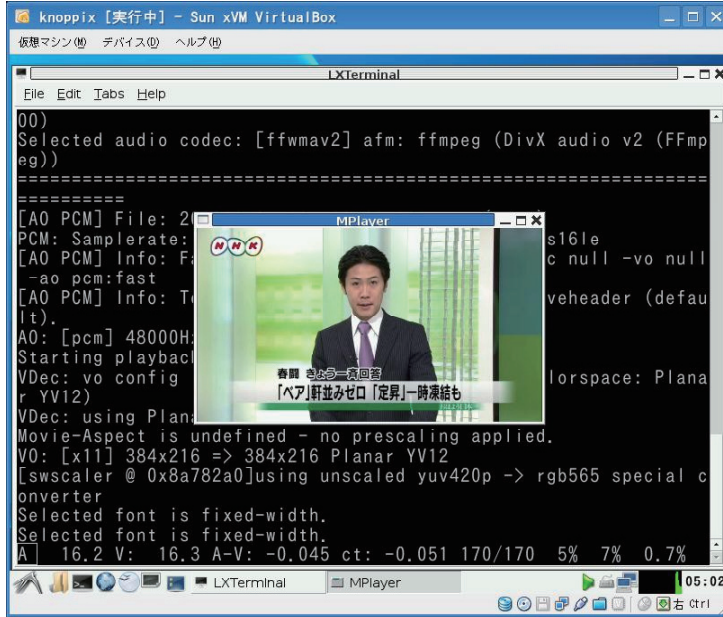 knoppix [実行中] - Sun xVM VirtualBox
仮想マシン(M) デバイス(D) ヘルプ(H)
LXTerminal
File Edit Tabs Help
00)
Selected audio codec: [ffwmav2] afm: ffmpeg (DivX audio v2 (FFmp
eg))
================================================================
==========
[AO PCM] File: 2
PCM: Samplerate: s16le
[AO PCM] Info: Fa c null -vo null
-ao pcm:fast
[AO PCM] Info: T veheader (defau
lt).
AO: [pcm] 48000H
Starting playbac
VDec: vo config lorspace: Plana
r YV12)
VDec: using Plan
Movie-Aspect is undefined - no prescaling applied.
VO: [x11] 384x216 => 384x216 Planar YV12
[swscaler @ 0x8a782a0]using unscaled yuv420p -> rgb565 special c
onverter
Selected font is fixed-width.
Selected font is fixed-width.
A 16.2 V: 16.3 A-V: -0.045 ct: -0.051 170/170 5% 7% 0.7%
MPlayer
NHK
春闘 きょう一斉回答
「ベア」軒並みゼロ 「定昇」一時凍結も
LXTerminal MPlayer 05:02
右 Ctrl